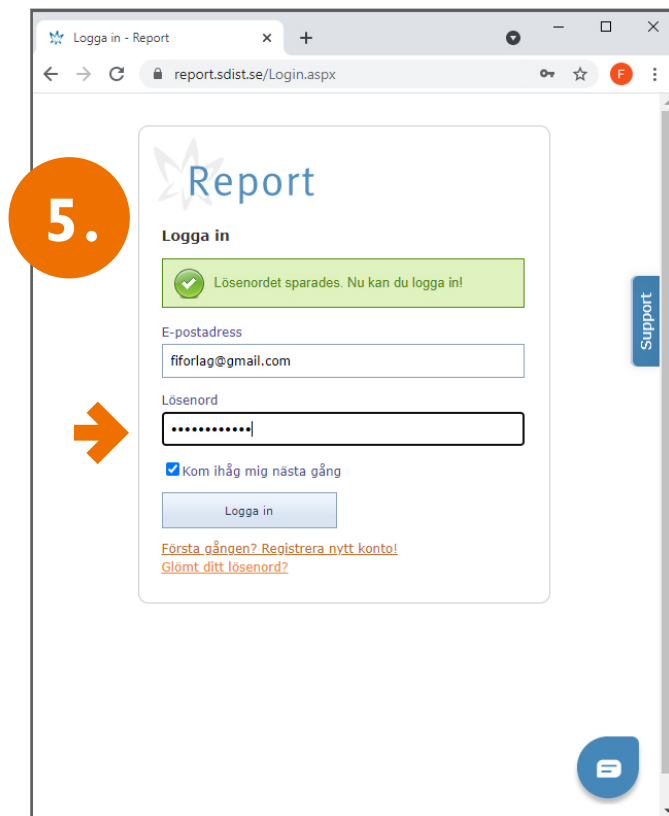 Logga in - Report
report.sdist.se/Login.aspx
F
5.
Report
Logga in
Lösenordet sparades. Nu kan du logga in!
Support
E-postadress
fiforlag@gmail.com
Lösenord
••••••••••••
Kom ihåg mig nästa gång
Logga in
Första gången? Registrera nytt konto!
Glömt ditt lösenord?